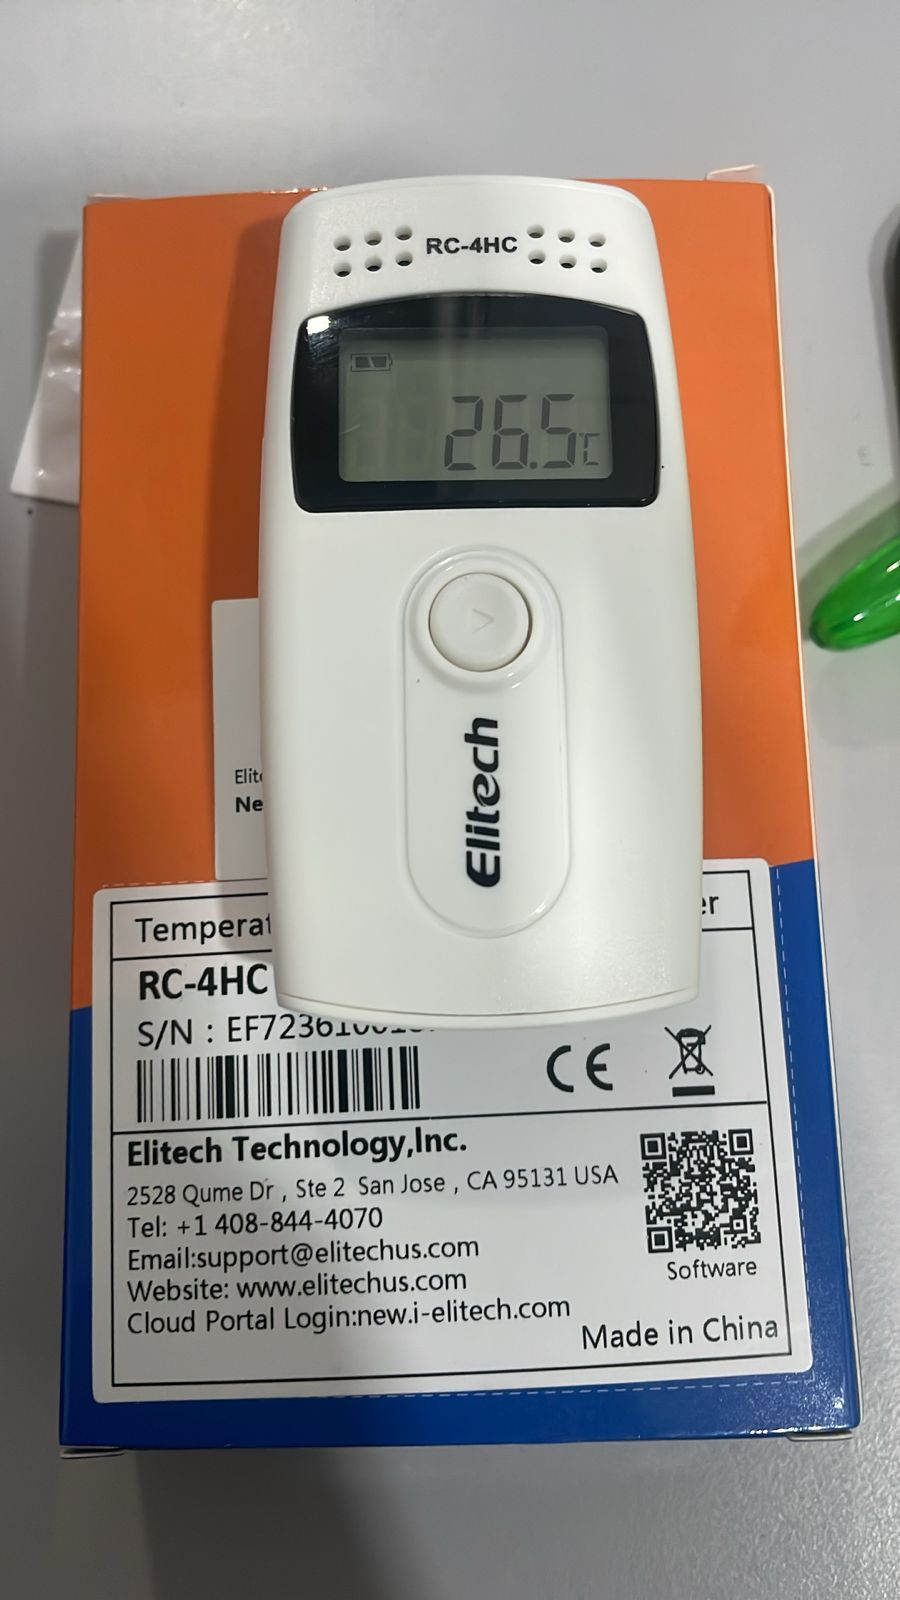 RC-4HC
26.5℃
Elitech
Temperat
RC-4HC
S/N : EF72361
CE
Elitech Technology,Inc.
2528 Qume Dr , Ste 2 San Jose , CA 95131 USA
Tel: +1 408-844-4070
Email:support@elitechus.com
Website: www.elitechus.com
Cloud Portal Login:new.i-elitech.com
Software
Made in China